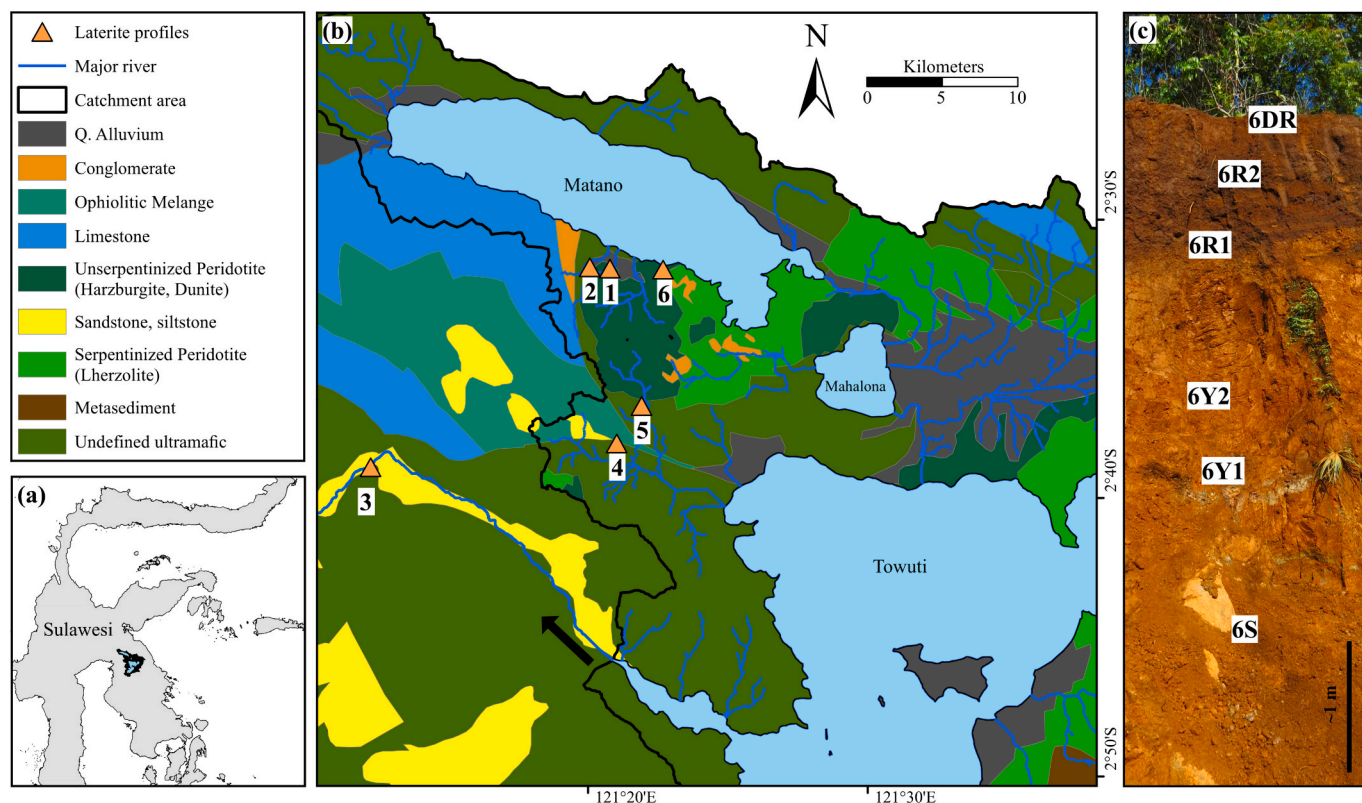 Laterite profiles
Major river
Catchment area
Q. Alluvium
Conglomerate
Ophiolitic Melange
Limestone
Unserpentinized Peridotite
(Harzburgite, Dunite)
Sandstone, siltstone
Serpentinized Peridotite
(Lherzolite)
Metasediment
Undefined ultramafic
(a)
Sulawesi
(b)
N
Kilometers
0 5 10
Matano
2°30'S
2 1 6
Mahalona
5
4
3
2°40'S
Towuti
2°50'S
121°20'E 121°30'E
(c)
6DR
6R2
6R1
6Y2
6Y1
6S
~1 m